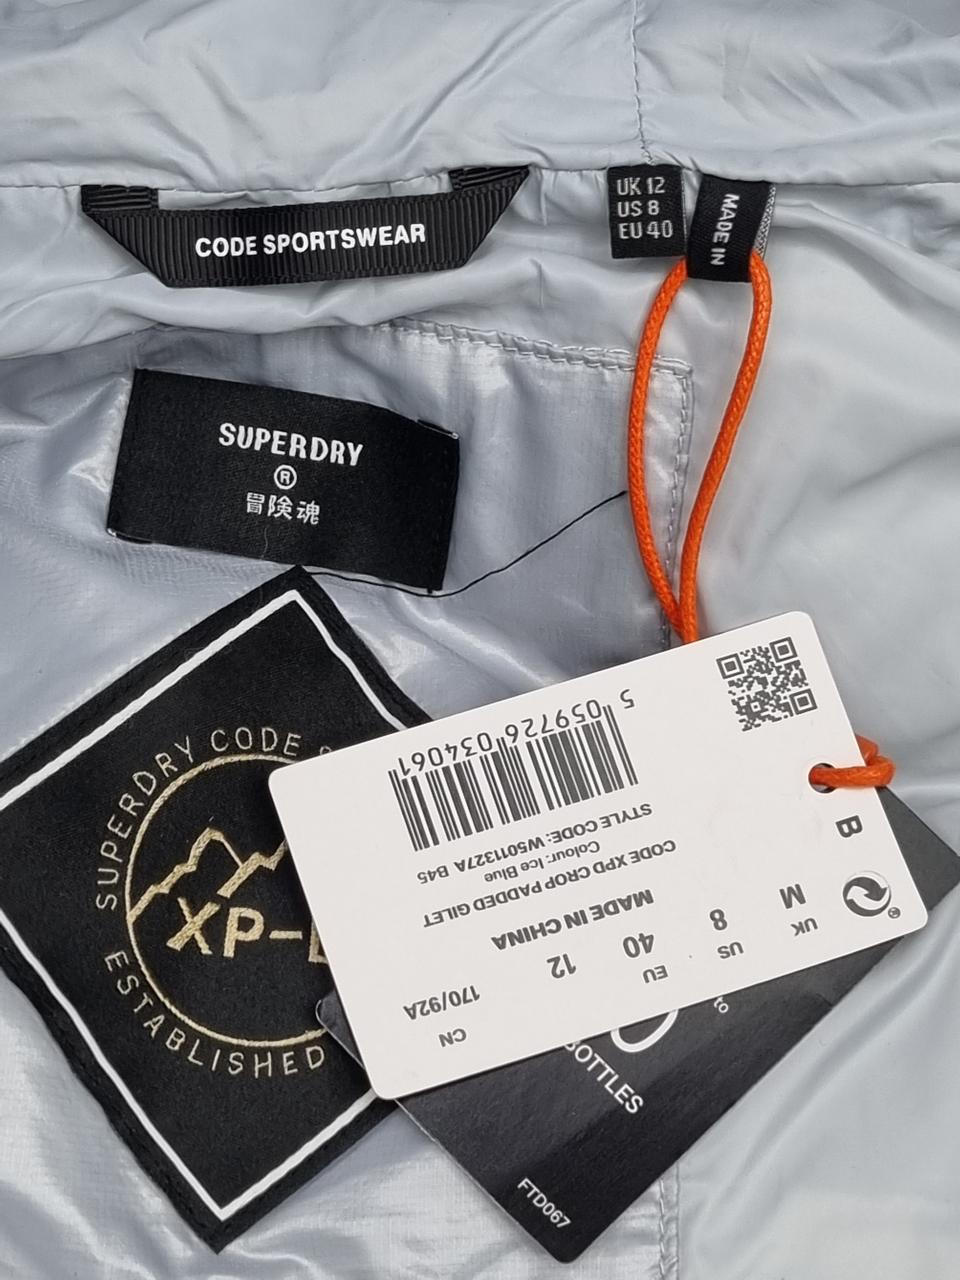 CODE SPORTSWEAR
UK 12
US 8
EU 40
MADE IN
SUPERDRY
®
冒険魂
SUPERDRY CODE
XP-
ESTABLISHED
B
®
UK US EU CN
M 8 40 12 170/92A
MADE IN CHINA
CODE XPD CROP PADDED GILET
Colour: Ice Blue
STYLE CODE: W5011327A B45
5 059726 034061
to
BOTTLES
FTD067